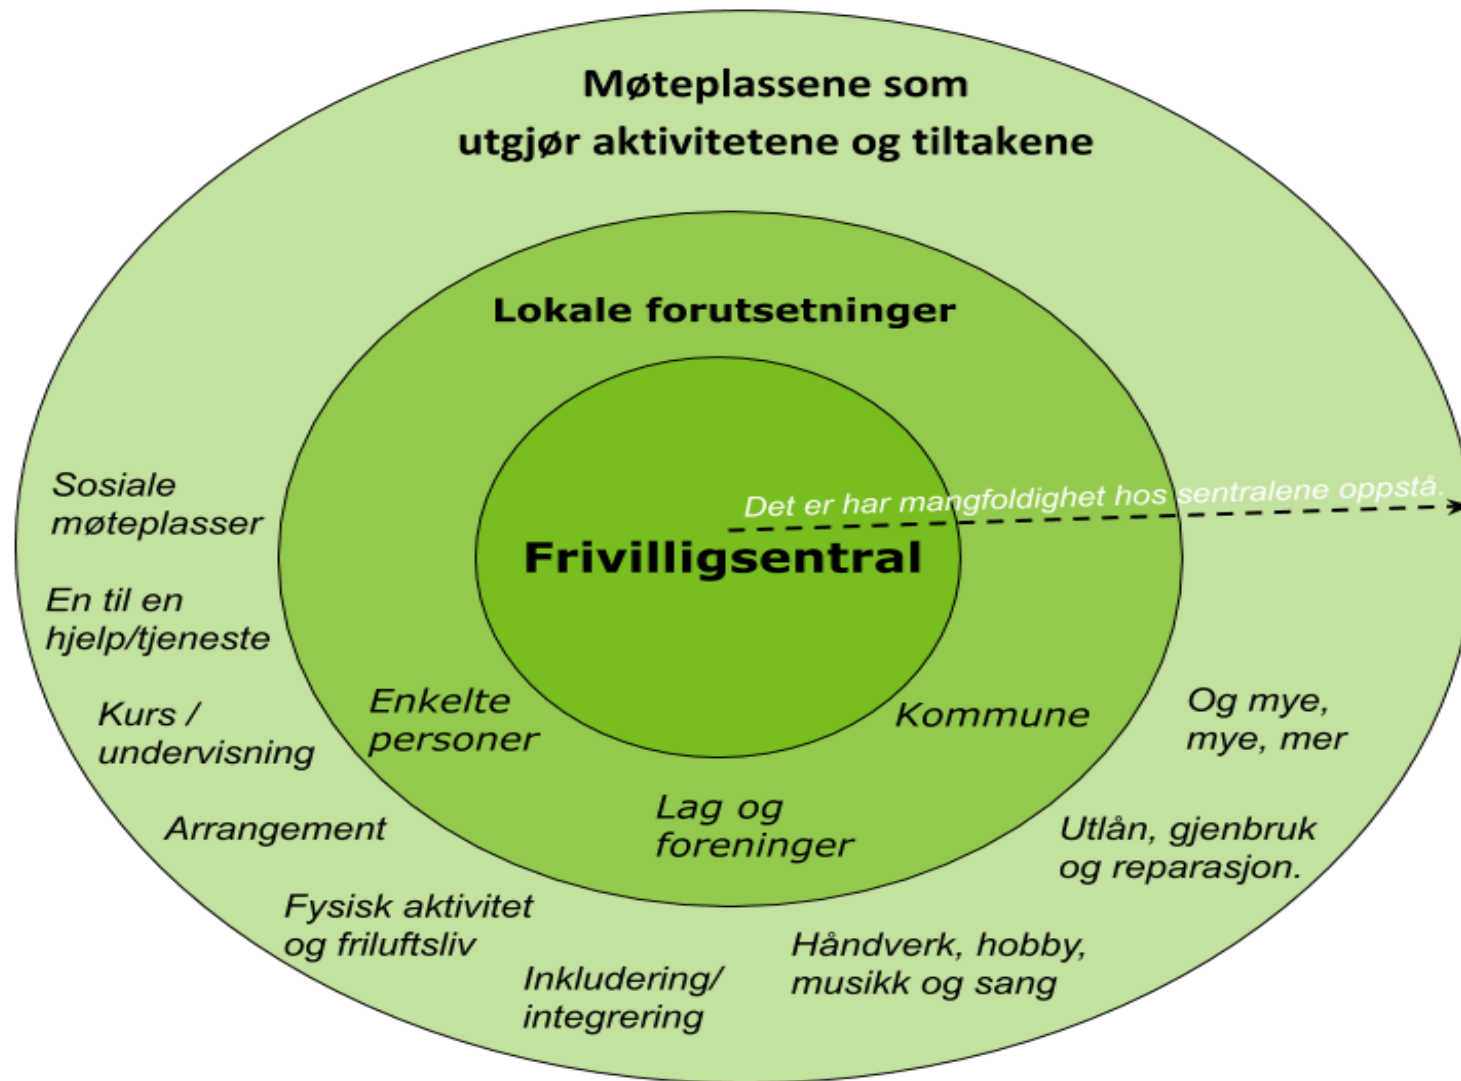 Møteplassene som
utgjør aktivitetene og tiltakene
Lokale forutsetninger
Det er har mangfoldighet hos sentralene oppstå.
Frivilligsentral
Enkelte
personer
Lag og
foreninger
Kommune
Sosiale
møteplasser
En til en
hjelp/tjeneste
Kurs /
undervisning
Arrangement
Fysisk aktivitet
og friluftsliv
Inkludering/
integrering
Håndverk, hobby,
musikk og sang
Utlån, gjenbruk
og reparasjon.
Og mye,
mye, mer